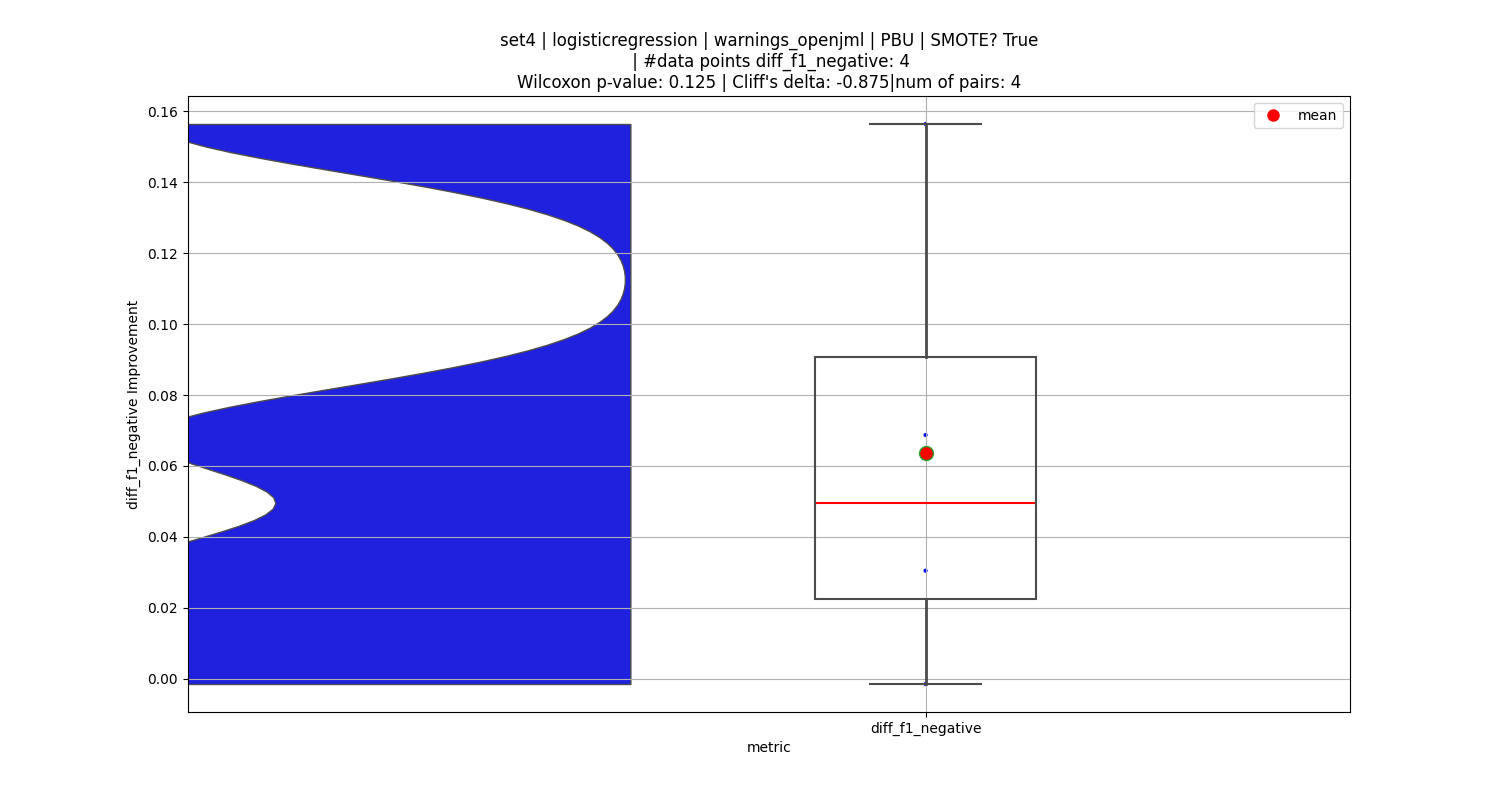 set4 | logisticregression | warnings_openjml | PBU | SMOTE? True
| #data points diff_f1_negative: 4
Wilcoxon p-value: 0.125 | Cliff's delta: -0.875|num of pairs: 4
mean
0.16
0.14
0.12
0.10
0.08
0.06
0.04
0.02
0.00
diff_f1_negative Improvement
diff_f1_negative
metric